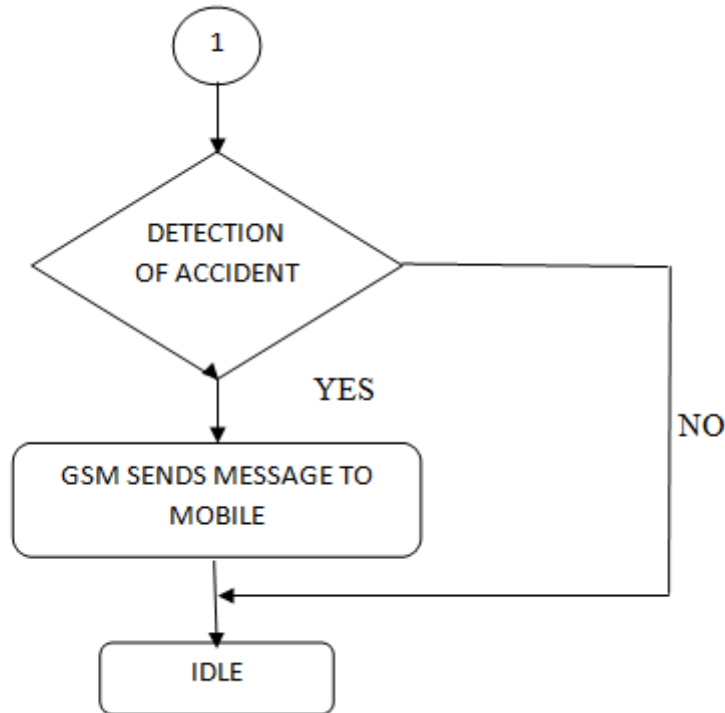 1
DETECTION
OF ACCIDENT
YES
NO
GSM SENDS MESSAGE TO
MOBILE
IDLE